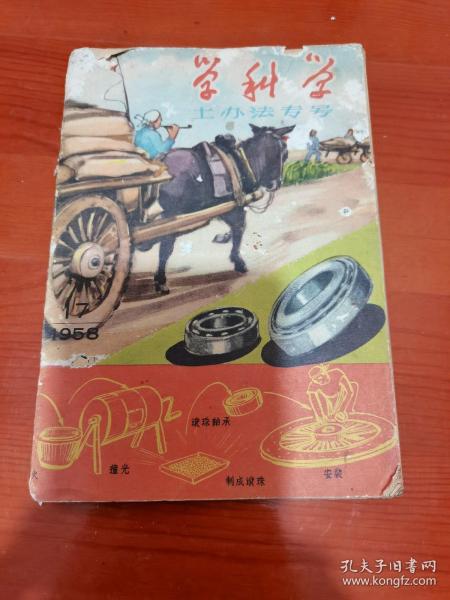 学科学
土办法专号
17
1958
滚珠轴承
撞光
制成滚珠
安装
孔夫子旧书网
www.kongfz.com